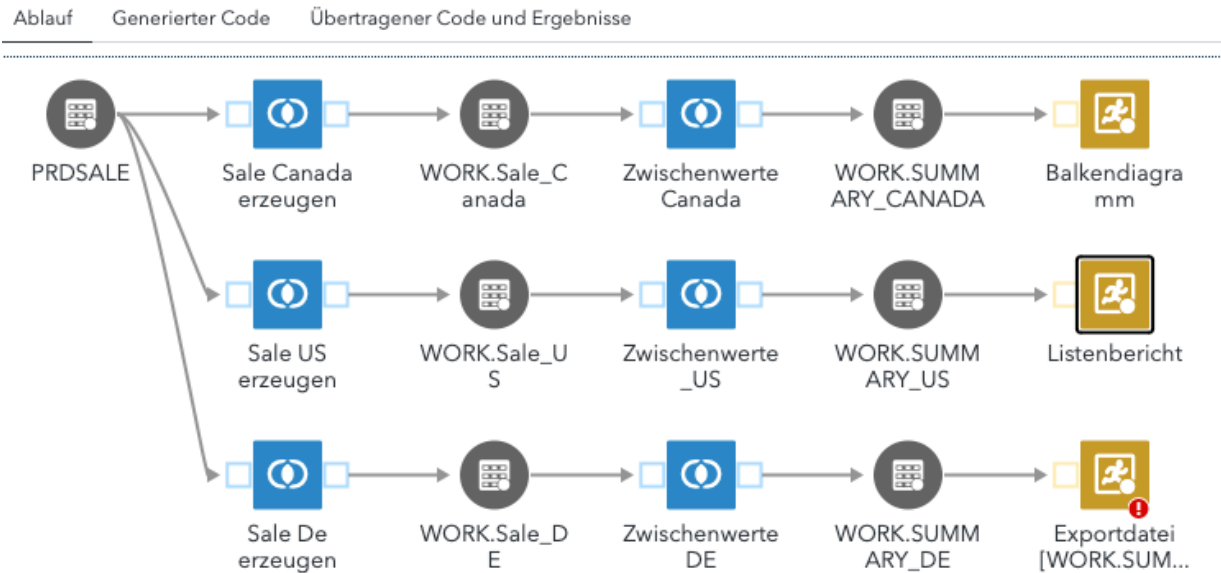 Ablauf Generierter Code Übertragener Code und Ergebnisse
PRDSALE
Sale Canada
erzeugen
WORK.Sale_C
anada
Zwischenwerte
Canada
WORK.SUMM
ARY_CANADA
Balkendiagra
mm
Sale US
erzeugen
WORK.Sale_U
S
Zwischenwerte
_US
WORK.SUMM
ARY_US
Listenbericht
Sale De
erzeugen
WORK.Sale_D
E
Zwischenwerte
DE
WORK.SUMM
ARY_DE
Exportdatei
[WORK.SUM...